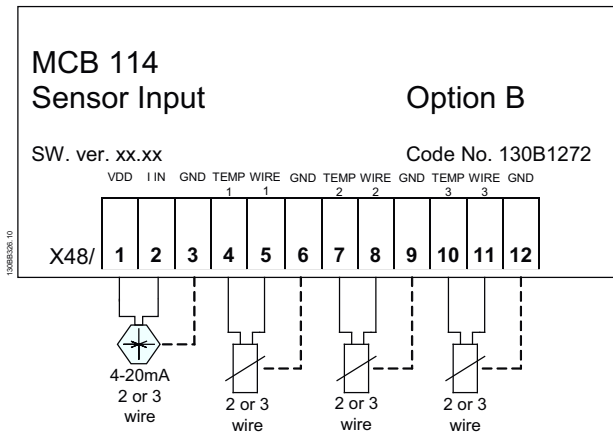 MCB 114
Sensor Input
Option B
SW. ver. xx.xx
Code No. 130B1272
VDD I IN GND TEMP 1 WIRE 1 GND TEMP 2 WIRE 2 GND TEMP 3 WIRE 3 GND
X48/ 1 2 3 4 5 6 7 8 9 10 11 12
130BB326.10
4-20mA
2 or 3
wire
2 or 3
wire
2 or 3
wire
2 or 3
wire